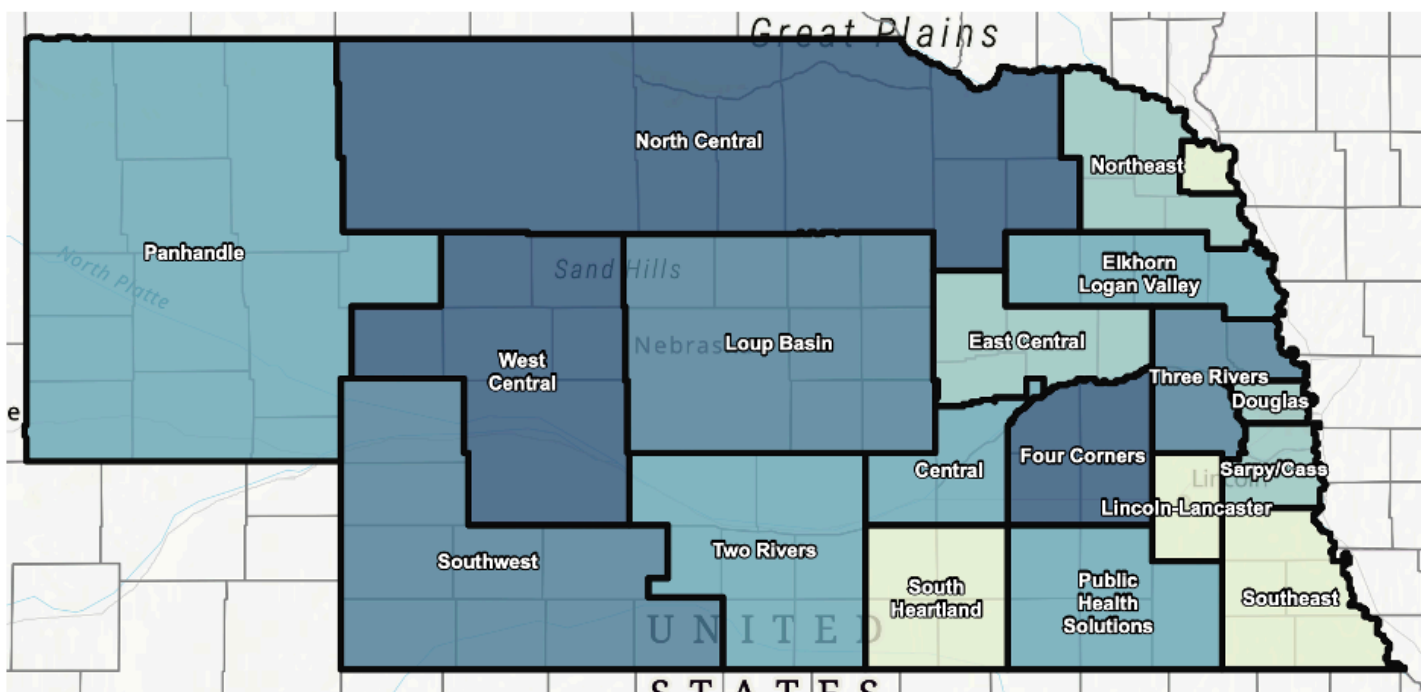 Great Plains
North Central
Northeast
Panhandle
North Platte
Sand Hills
Elkhorn
Logan Valley
Nebras
Loup Basin
East Central
West
Central
Three Rivers
Douglas
e
Four Corners
Central
Sarpy/Cass
Lincoln
Lincoln-Lancaster
Southwest
Two Rivers
South
Heartland
Public
Health
Solutions
Southeast
UNITED
STATES